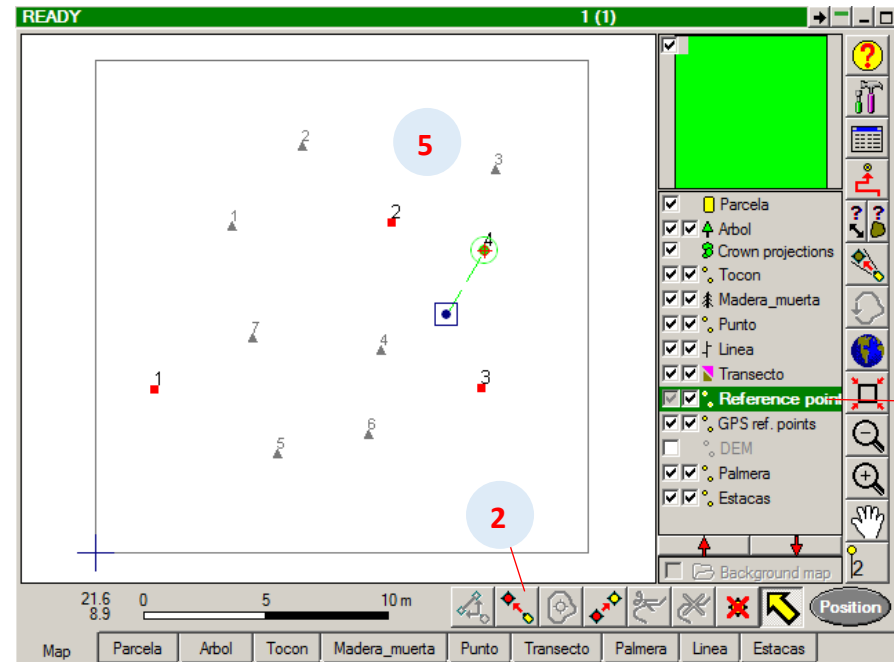 READY 1 (1)
5
2
3
1
2
4
7
4
1
3
6
5
Parcela
Arbol
Crown projections
Tocon
Madera_muerta
Punto
Linea
Transecto
Reference point
GPS ref. points
DEM
Palmera
Estacas
Background map
?
? ?
2
2
21.6
8.9
0 5 10 m
Position
Map Parcela Arbol Tocon Madera_muerta Punto Transecto Palmera Linea Estacas